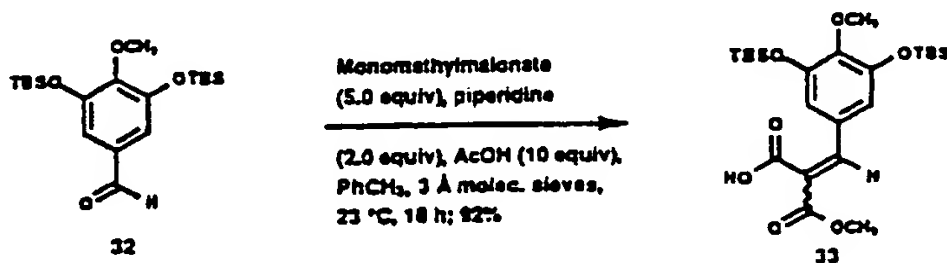 OCH3
TBSO
OTBS
O
H
32
Monomethylmalonate
(5.0 equiv), piperidine
(2.0 equiv), AcOH (10 equiv),
PhCH3, 3 Å molec. sieves,
23 °C, 18 h; 92%
OCH3
TBSO
OTBS
O
HO
H
O
OCH3
33